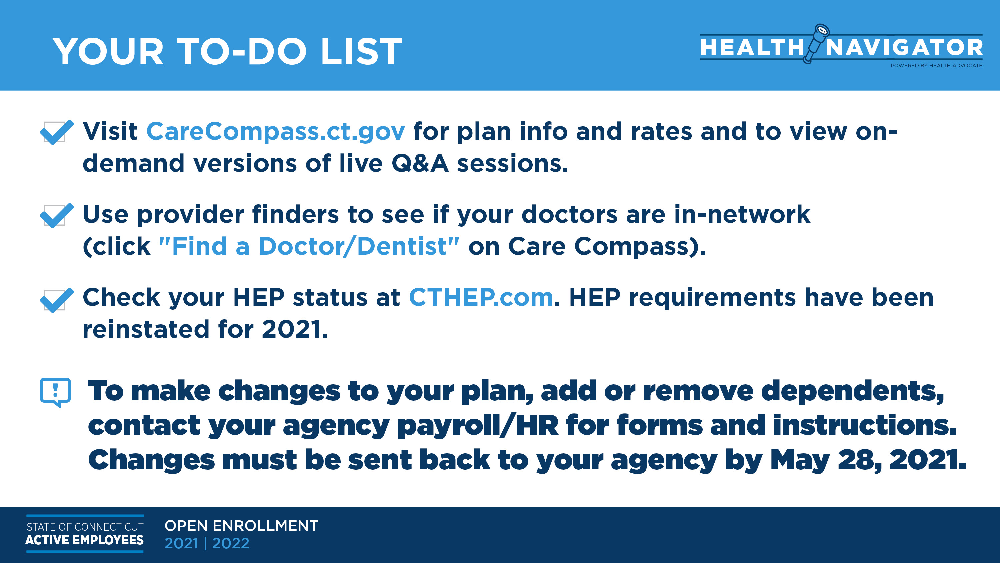 YOUR TO-DO LIST
HEALTH NAVIGATOR
POWERED BY HEALTH ADVOCATE
Visit CareCompass.ct.gov for plan info and rates and to view on-
demand versions of live Q&A sessions.
Use provider finders to see if your doctors are in-network
(click "Find a Doctor/Dentist" on Care Compass).
Check your HEP status at CTHEP.com. HEP requirements have been
reinstated for 2021.
To make changes to your plan, add or remove dependents,
contact your agency payroll/HR for forms and instructions.
Changes must be sent back to your agency by May 28, 2021.
STATE OF CONNECTICUT
ACTIVE EMPLOYEES
OPEN ENROLLMENT
2021 | 2022